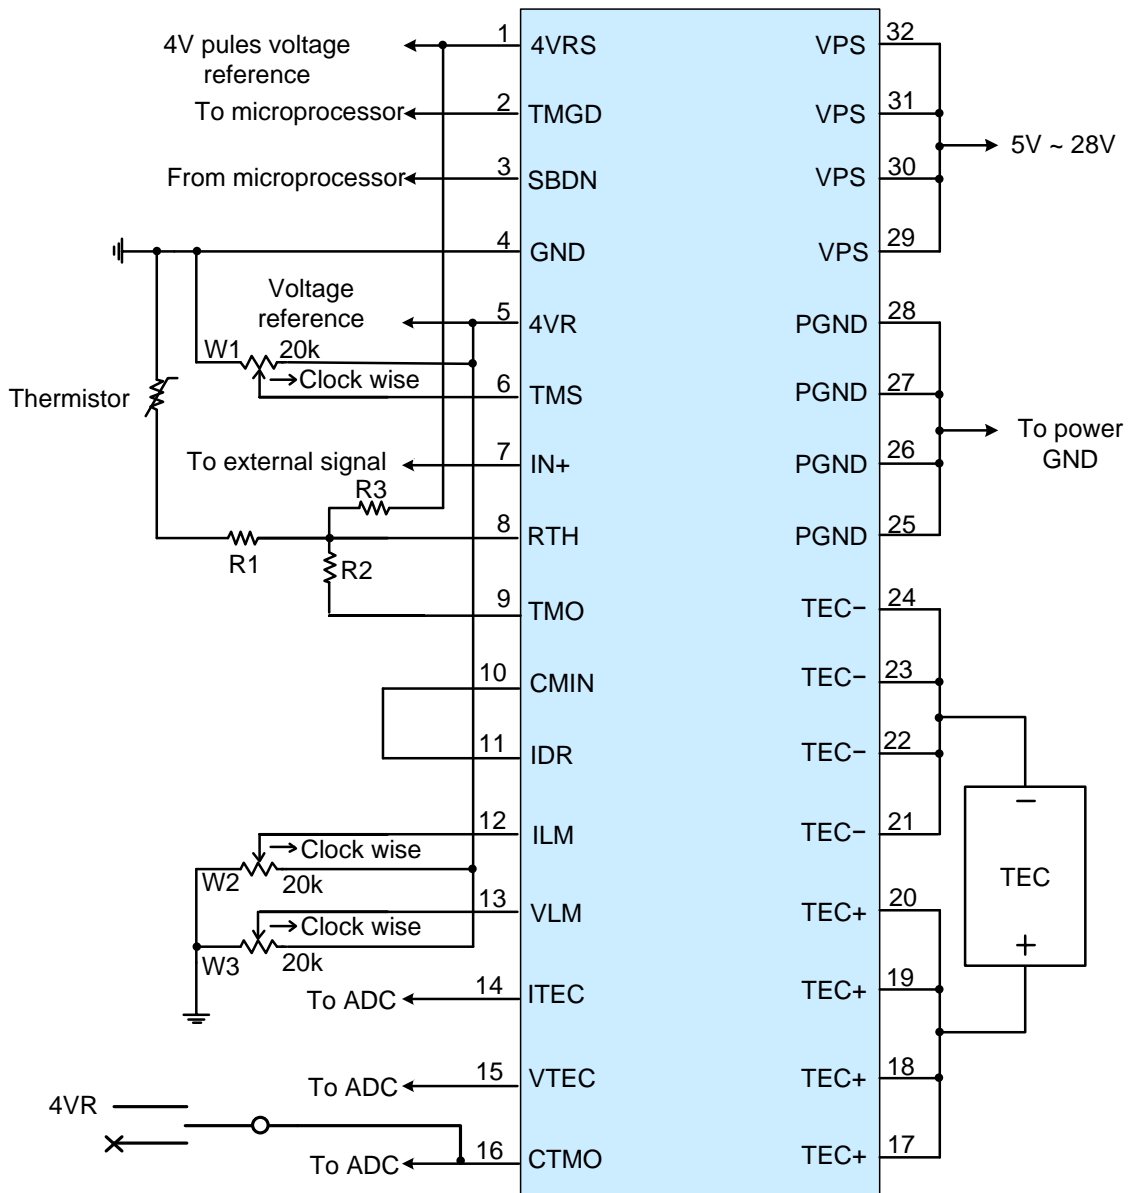 4V pules voltage
reference
1
4VRS
VPS
32
To microprocessor
2
TMGD
VPS
31
5V ~ 28V
From microprocessor
3
SBDN
VPS
30
4
GND
VPS
29
Voltage
reference
5
4VR
PGND
28
W1
20k
Clock wise
6
TMS
PGND
27
Thermistor
To power
GND
To external signal
7
IN+
PGND
26
R3
8
RTH
PGND
25
R1
R2
9
TMO
TEC−
24
10
CMIN
TEC−
23
11
IDR
TEC−
22
12
ILM
TEC−
21
Clock wise
W2
20k
−
TEC
+
13
VLM
TEC+
20
Clock wise
W3
20k
To ADC
14
ITEC
TEC+
19
To ADC
15
VTEC
TEC+
18
4VR
To ADC
16
CTMO
TEC+
17